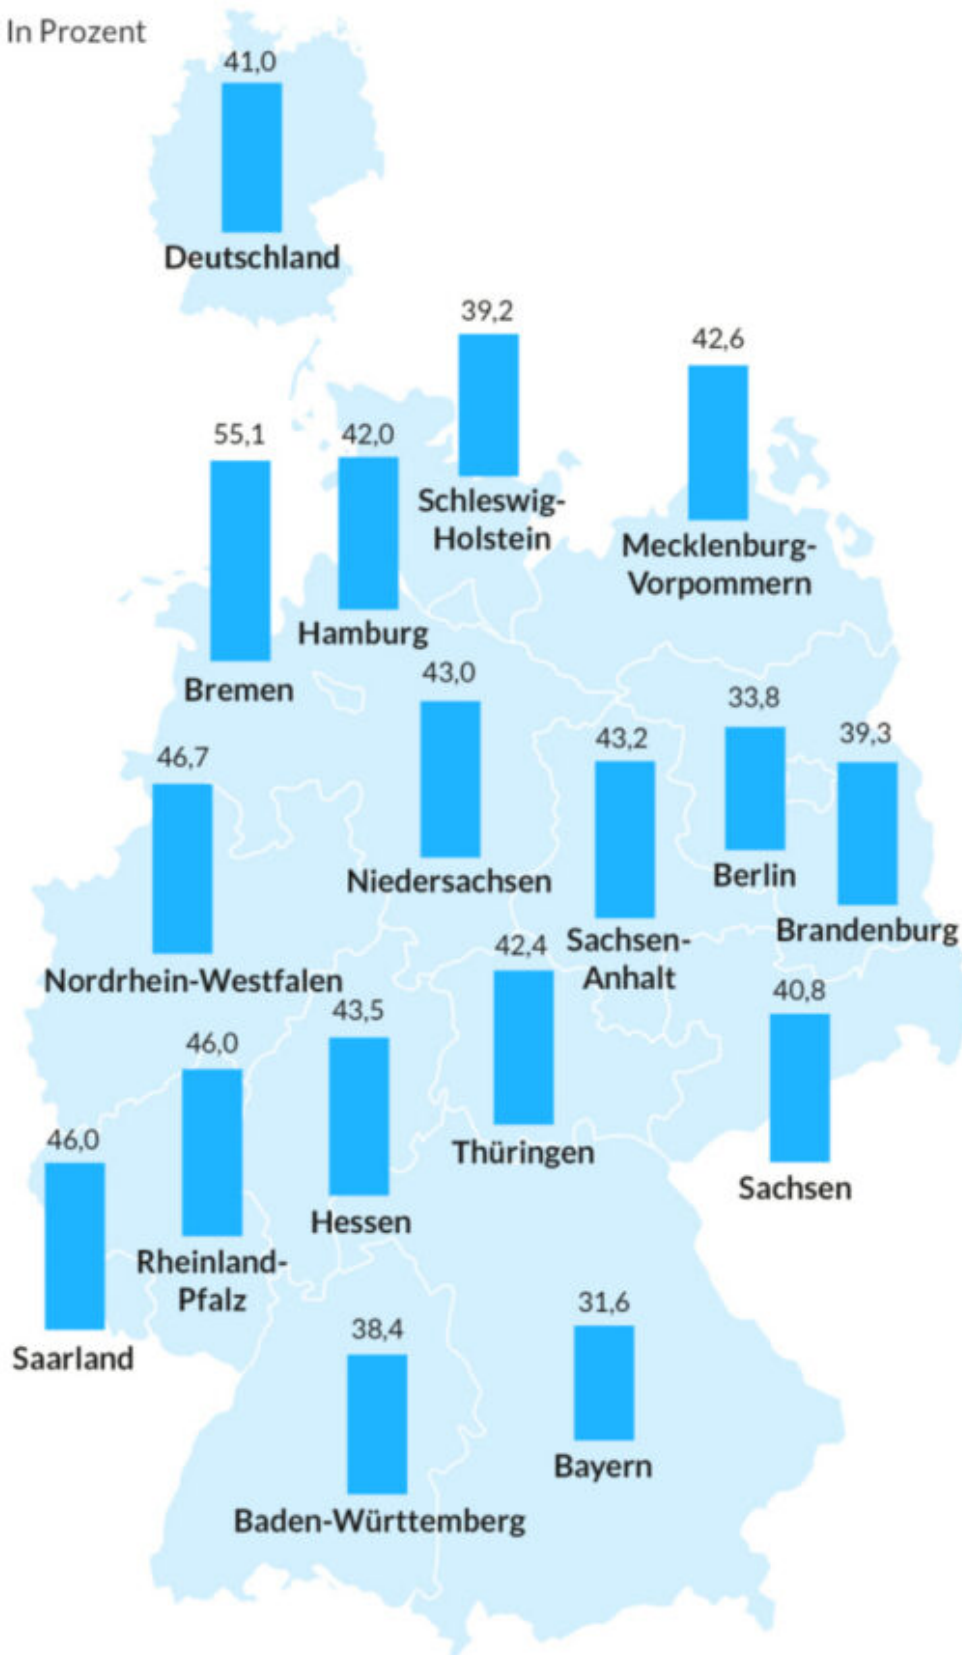 In Prozent
41,0
Deutschland
39,2
Schleswig-
Holstein
42,6
Mecklenburg-
Vorpommern
55,1
Bremen
42,0
Hamburg
43,0
Niedersachsen
33,8
Berlin
43,2
Sachsen-
Anhalt
39,3
Brandenburg
46,7
Nordrhein-Westfalen
42,4
Thüringen
40,8
Sachsen
43,5
Hessen
46,0
Rheinland-
Pfalz
46,0
Saarland
38,4
Baden-Württemberg
31,6
Bayern